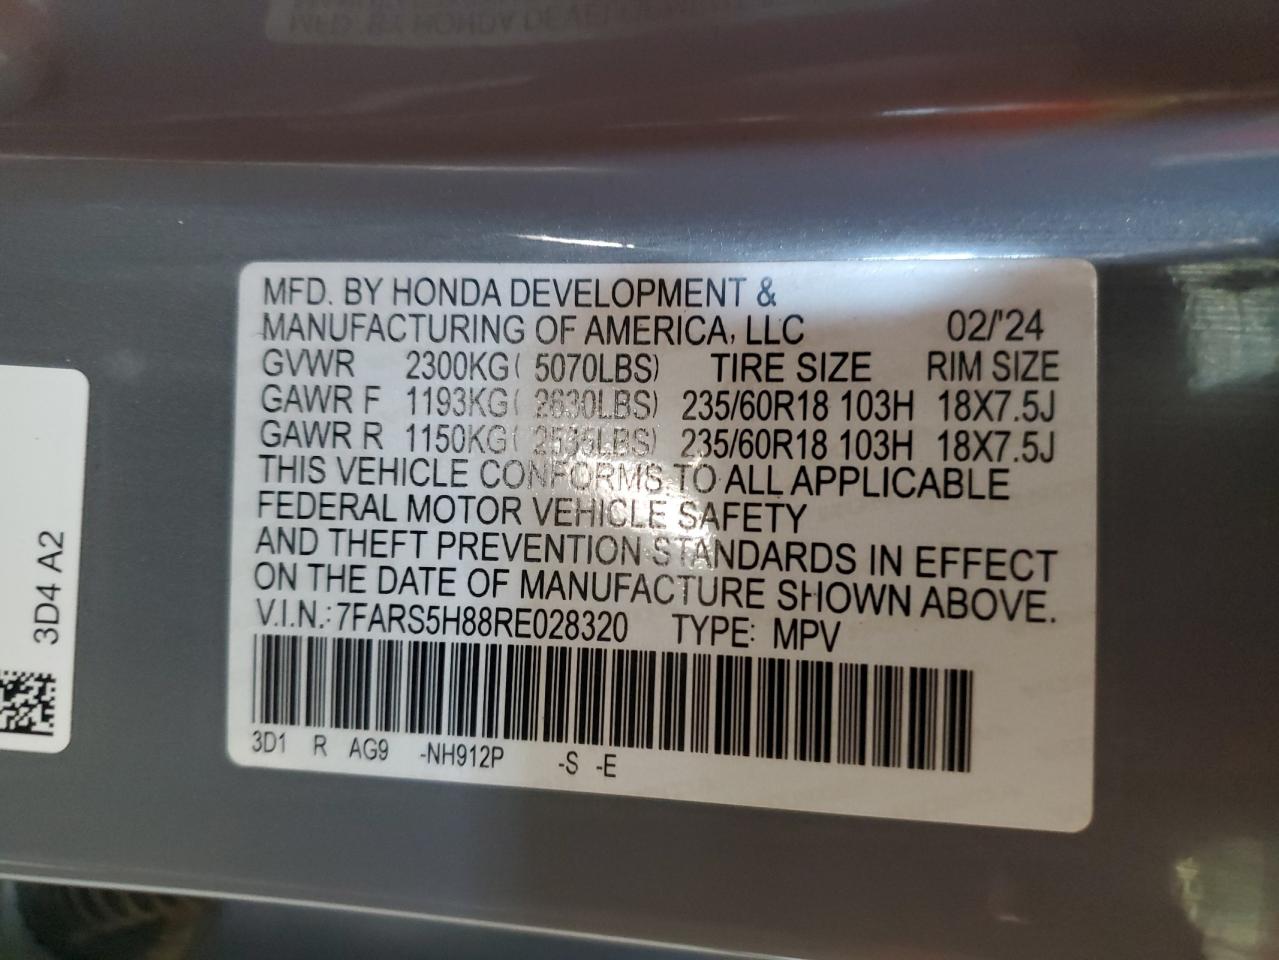 MFD. BY HONDA DEVELOPMENT &
MANUFACTURING OF AMERICA, LLC 02/'24
GVWR 2300KG( 5070LBS) TIRE SIZE RIM SIZE
GAWR F 1193KG( 2630LBS) 235/60R18 103H 18X7.5J
GAWR R 1150KG( 235/60R18 103H 18X7.5J
THIS VEHICLE CONFORMS TO ALL APPLICABLE
FEDERAL MOTOR VEHICLE SAFETY
AND THEFT PREVENTION STANDARDS IN EFFECT
ON THE DATE OF MANUFACTURE SHOWN ABOVE.
V.I.N.: 7FARS5H88RE028320 TYPE: MPV
3D1 R AG9 -NH912P -S -E
3D4 A2